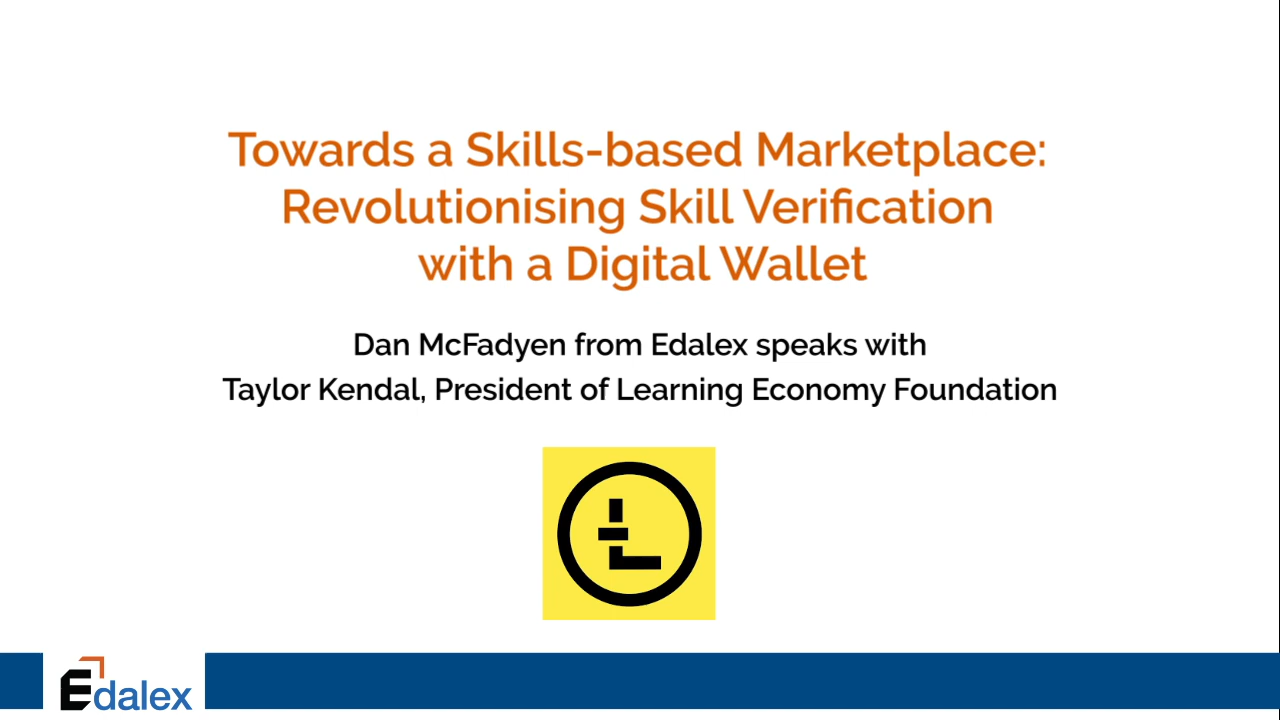 Towards a Skills-based Marketplace:
Revolutionising Skill Verification
with a Digital Wallet
Dan McFadyen from Edalex speaks with
Taylor Kendal, President of Learning Economy Foundation
Edalex